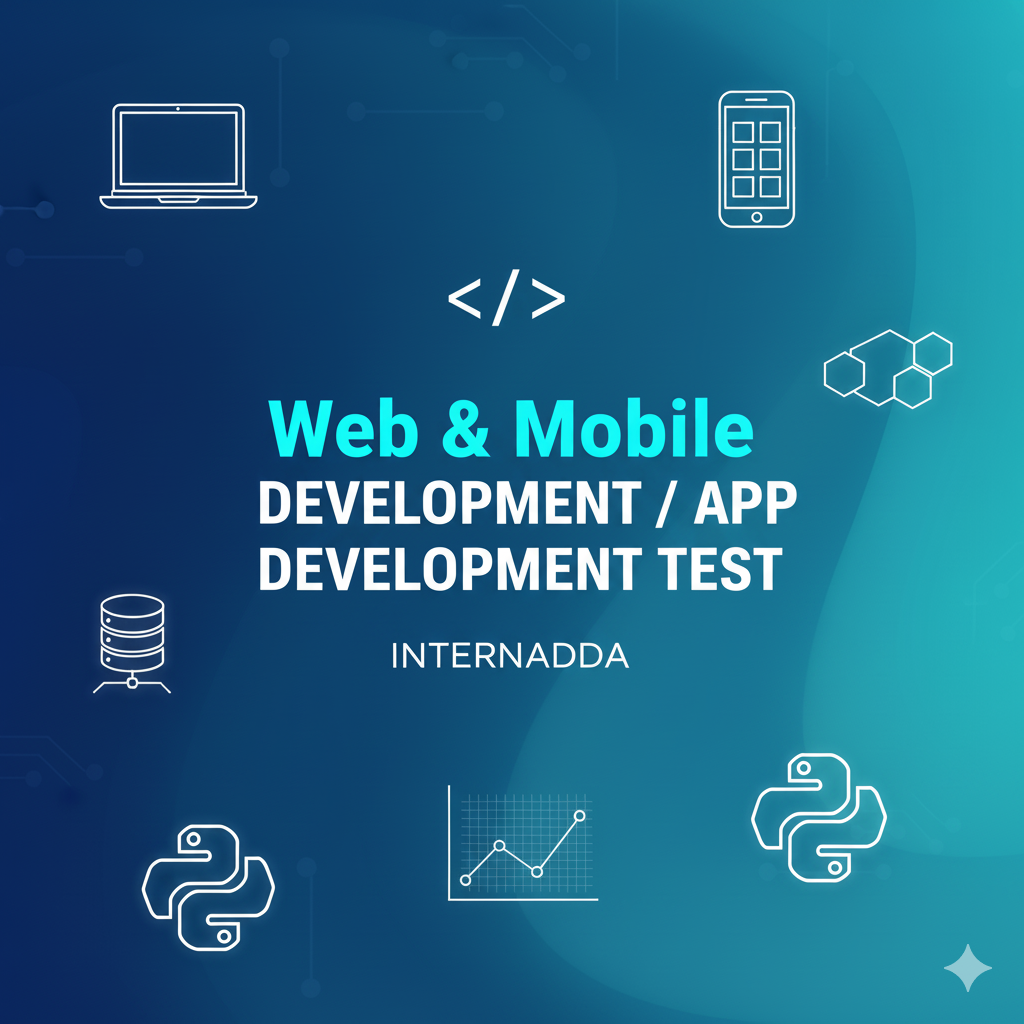 </>
Web & Mobile
DEVELOPMENT / APP
DEVELOPMENT TEST
INTERNADDA